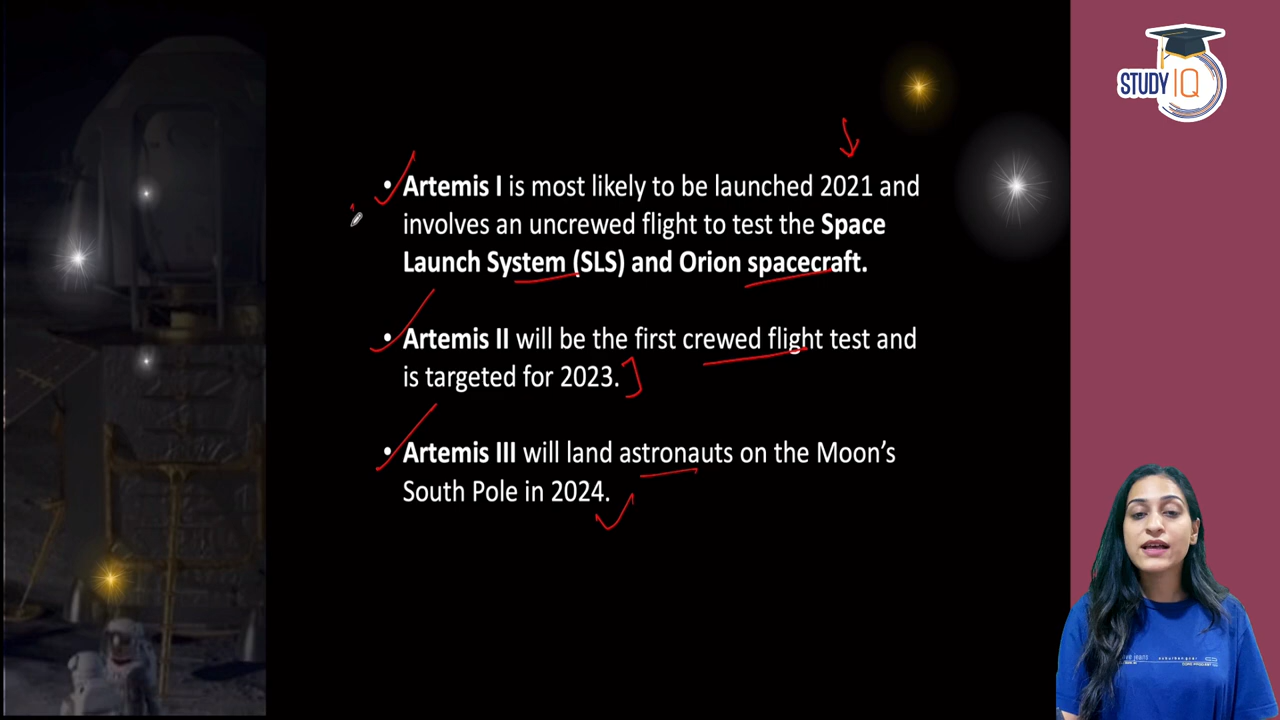 STUDY IQ
• Artemis I is most likely to be launched 2021 and
involves an uncrewed flight to test the Space
Launch System (SLS) and Orion spacecraft.
• Artemis II will be the first crewed flight test and
is targeted for 2023.
• Artemis III will land astronauts on the Moon's
South Pole in 2024.